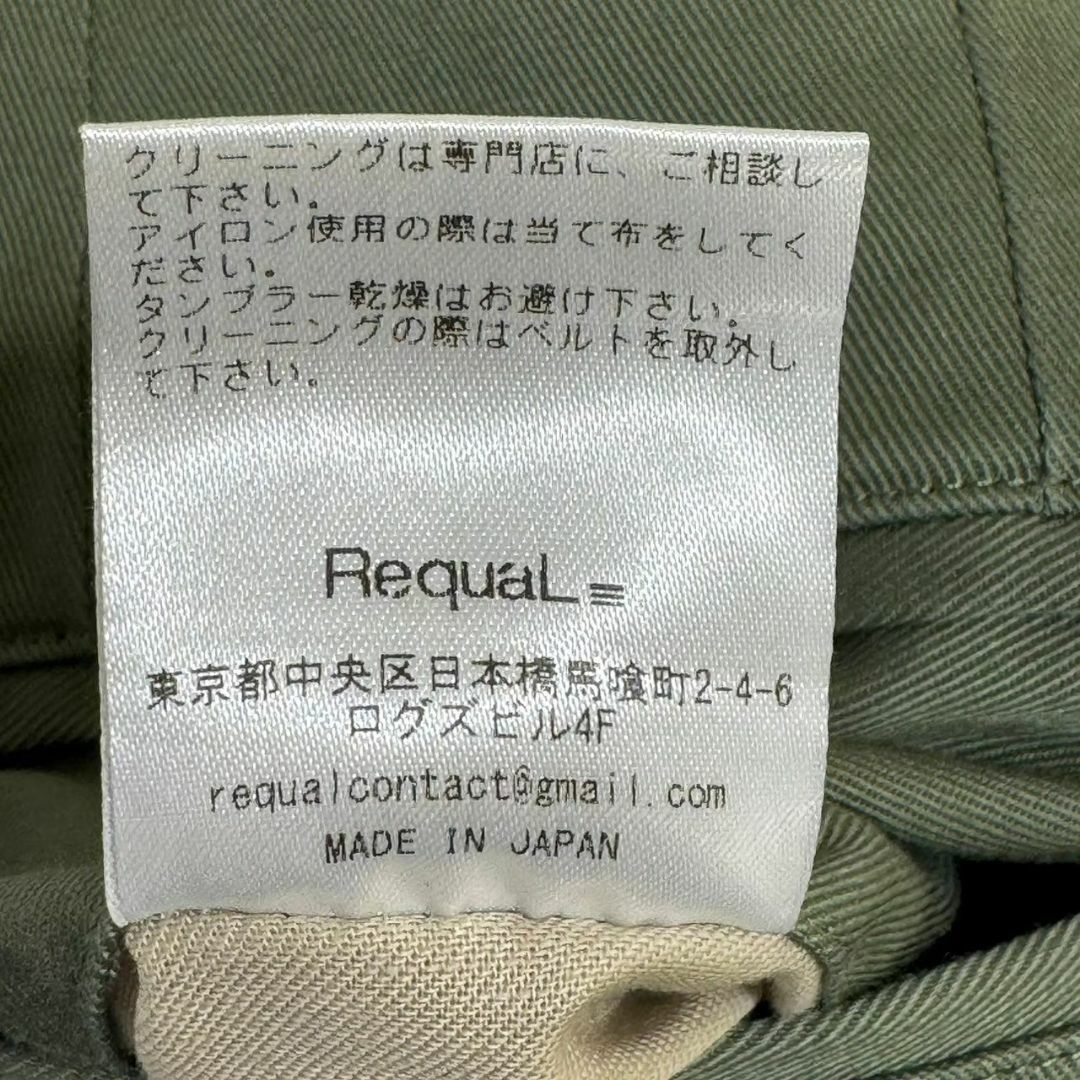 クリーニングは専門店に、ご相談し
て下さい。
アイロン使用の際は当て布をしてく
ださい。
タンブラー乾燥はお避け下さい。
クリーニングの際はベルトを取外し
て下さい。
RequaL≡
東京都中央区日本橋馬喰町2-4-6
ログズビル4F
requalcontact@gmail.com
MADE IN JAPAN